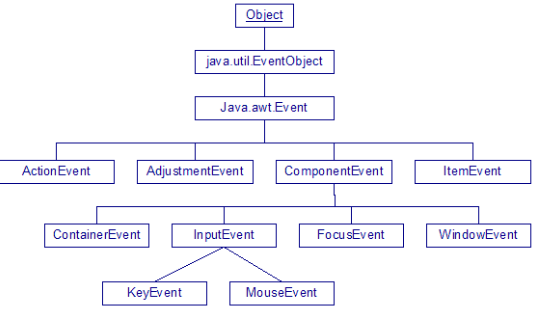 Object
java.util.EventObject
Java.awt.Event
ActionEvent
AdjustmentEvent
ComponentEvent
ItemEvent
ContainerEvent
InputEvent
FocusEvent
WindowEvent
KeyEvent
MouseEvent